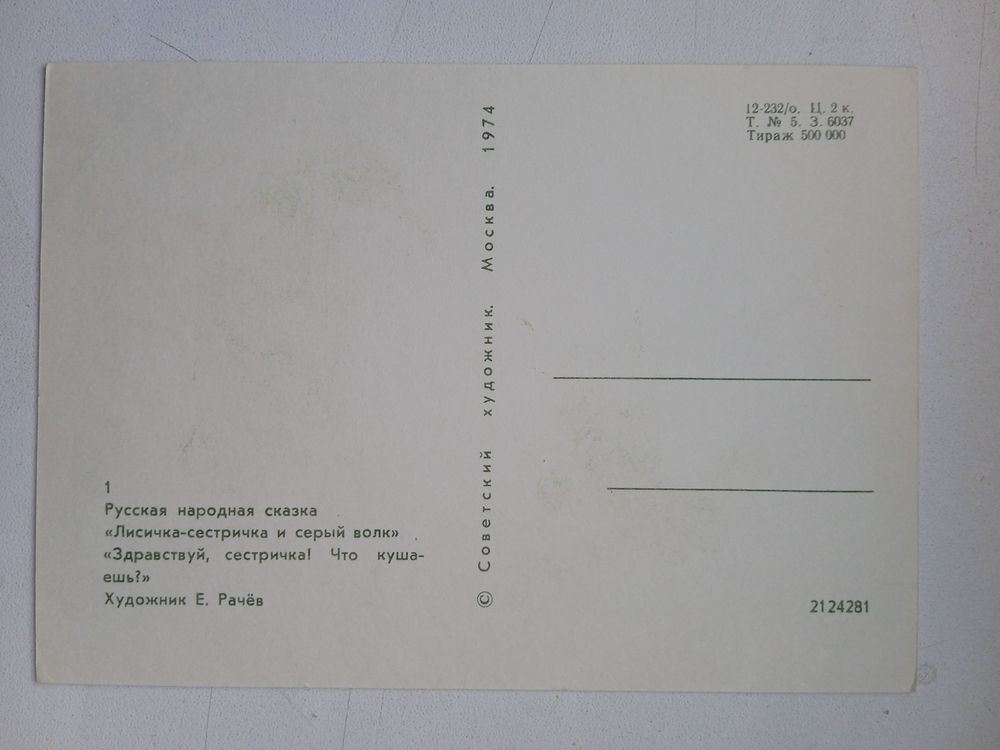 1
Русская народная сказка
«Лисичка-сестричка и серый волк»
«Здравствуй, сестричка! Что куша-
ешь?»
Художник Е. Рачёв
© Советский художник. Москва. 1974
12-232/о. Ц. 2 к.
Т. № 5. З. 6037
Тираж 500 000
2124281